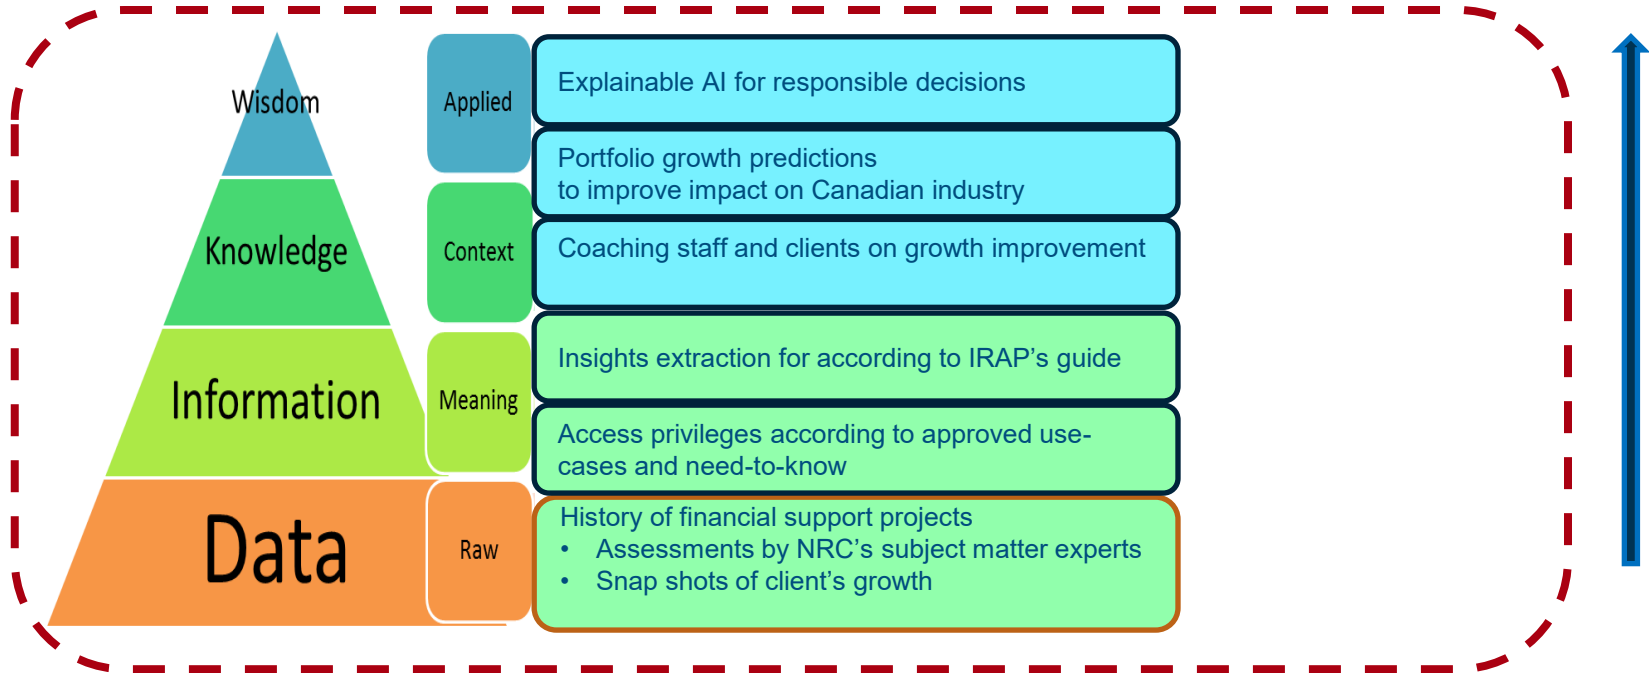 Wisdom
Applied
Explainable AI for responsible decisions
Portfolio growth predictions
to improve impact on Canadian industry
Knowledge
Context
Coaching staff and clients on growth improvement
Information
Meaning
Insights extraction for according to IRAP’s guide
Access privileges according to approved use-
cases and need-to-know
Data
Raw
History of financial support projects
• Assessments by NRC’s subject matter experts
• Snap shots of client’s growth